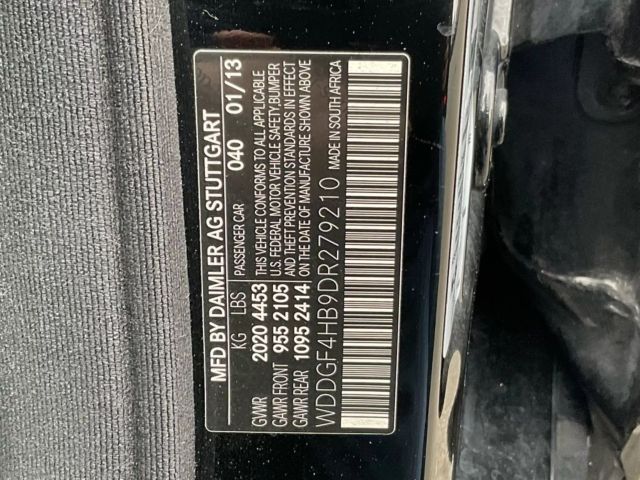 MFD BY DAIMLER AG STUTTGART
PASSENGER CAR 040 01/13
KG LBS
GVWR 2020 4453
GAWR FRONT 955 2105
GAWR REAR 1095 2414
THIS VEHICLE CONFORMS TO ALL APPLICABLE
U.S. FEDERAL MOTOR VEHICLE SAFETY,BUMPER
AND THEFT PREVENTION STANDARDS IN EFFECT
ON THE DATE OF MANUFACTURE SHOWN ABOVE
WDDGF4HB9DR279210 MADE IN SOUTH AFRICA